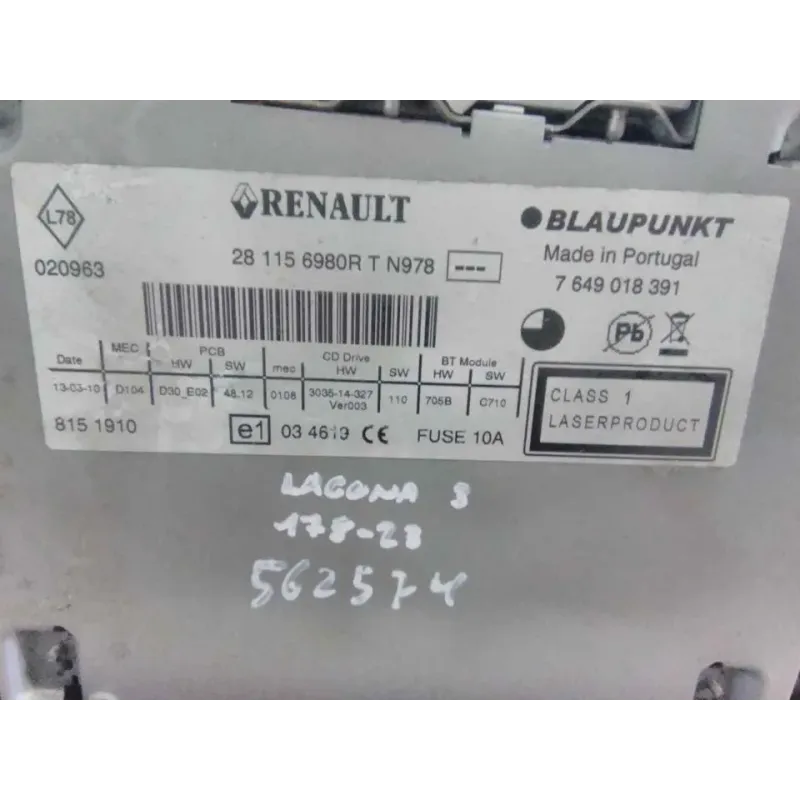 L78
020963
RENAULT
28 115 6980R T N978 ---
BLAUPUNKT
Made in Portugal
7 649 018 391
Pb
Date MEC PCB HW SW mec CD Drive HW SW BT Module HW SW
13-03-10 D104 D30_E02 48.12 0108 3035-14-327 Ver003 110 705B C710
815 1910
e1 03 4619 CE FUSE 10A
CLASS 1
LASERPRODUCT
LAGONA 3
178-23
562574